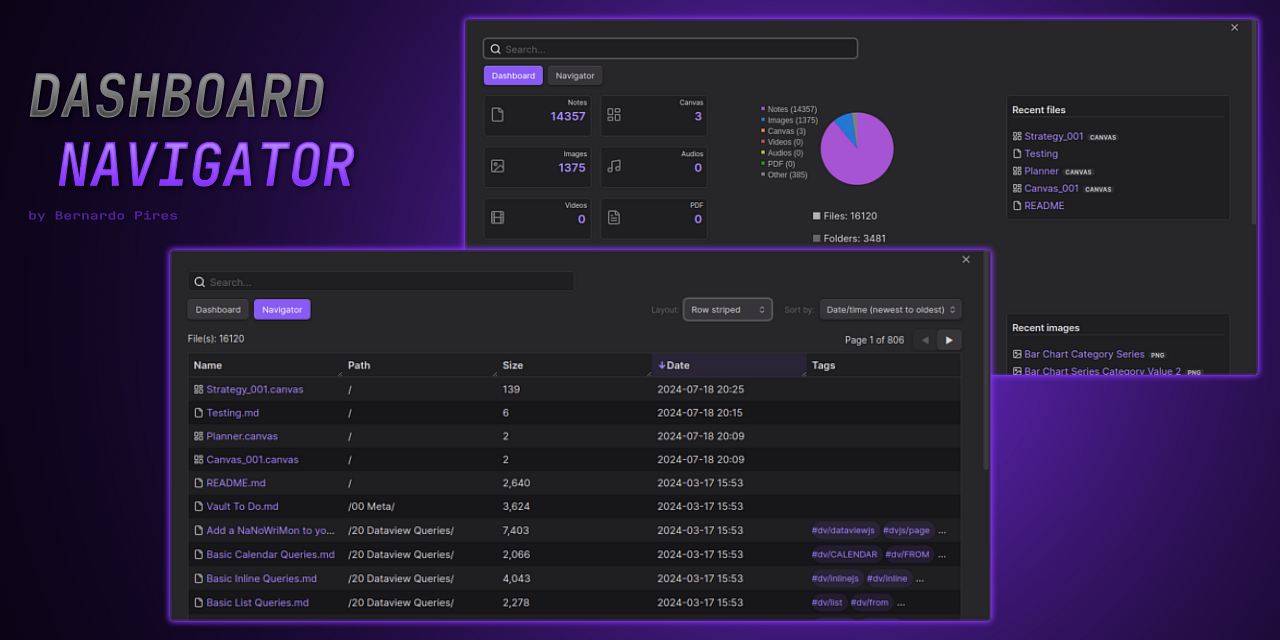 DASHBOARD
NAVIGATOR
by Bernardo Pires
Search...
Dashboard Navigator
Notes 14357
Canvas 3
Images 1375
Audios 0
Videos 0
PDF 0
Notes (14357)
Images (1375)
Canvas (3)
Videos (0)
Audios (0)
PDF (0)
Other (385)
Files: 16120
Folders: 3481
Recent files
Strategy_001 CANVAS
Testing
Planner CANVAS
Canvas_001 CANVAS
README
Recent images
Bar Chart Category Series PNG
Bar Chart Series Category Value 2 PNG
Search...
Dashboard Navigator Layout: Row striped Sort by: Date/time (newest to oldest)
File(s): 16120 Page 1 of 806
Name Path Size Date Tags
Strategy_001.canvas / 139 2024-07-18 20:25
Testing.md / 6 2024-07-18 20:15
Planner.canvas / 2 2024-07-18 20:09
Canvas_001.canvas / 2 2024-07-18 20:09
README.md / 2,640 2024-03-17 15:53
Vault To Do.md /00 Meta/ 3,624 2024-03-17 15:53
Add a NaNoWriMon to yo... /20 Dataview Queries/ 7,403 2024-03-17 15:53 #dv/dataviewjs #dvjs/page ...
Basic Calendar Queries.md /20 Dataview Queries/ 2,066 2024-03-17 15:53 #dv/CALENDAR #dv/FROM ...
Basic Inline Queries.md /20 Dataview Queries/ 4,043 2024-03-17 15:53 #dv/inlinejs #dv/inline ...
Basic List Queries.md /20 Dataview Queries/ 2,278 2024-03-17 15:53 #dv/list #dv/from ...